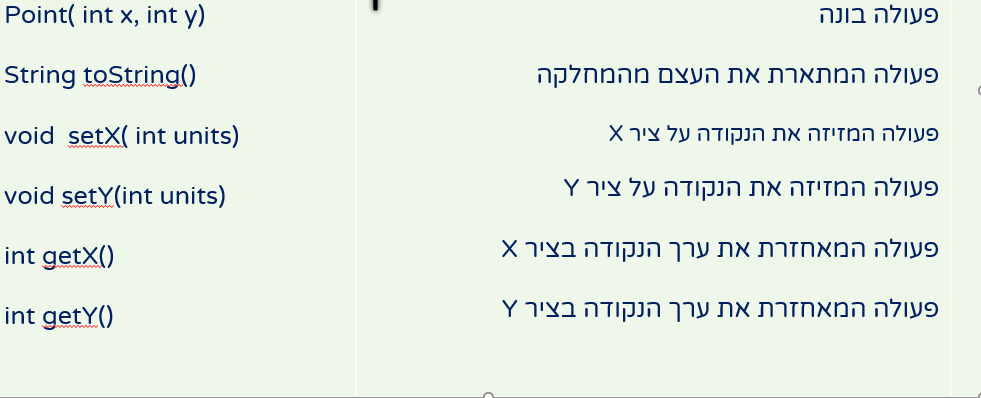 Point( int x, int y)
פעולה בונה
String toString()
פעולה המתארת את העצם מהמחלקה
void  setX( int units)
פעולה המזיזה את הנקודה על ציר X
void setY(int units)
פעולה המזיזה את הנקודה על ציר Y
int getX()
פעולה המאחזרת את ערך הנקודה בציר X
int getY()
פעולה המאחזרת את ערך הנקודה בציר Y